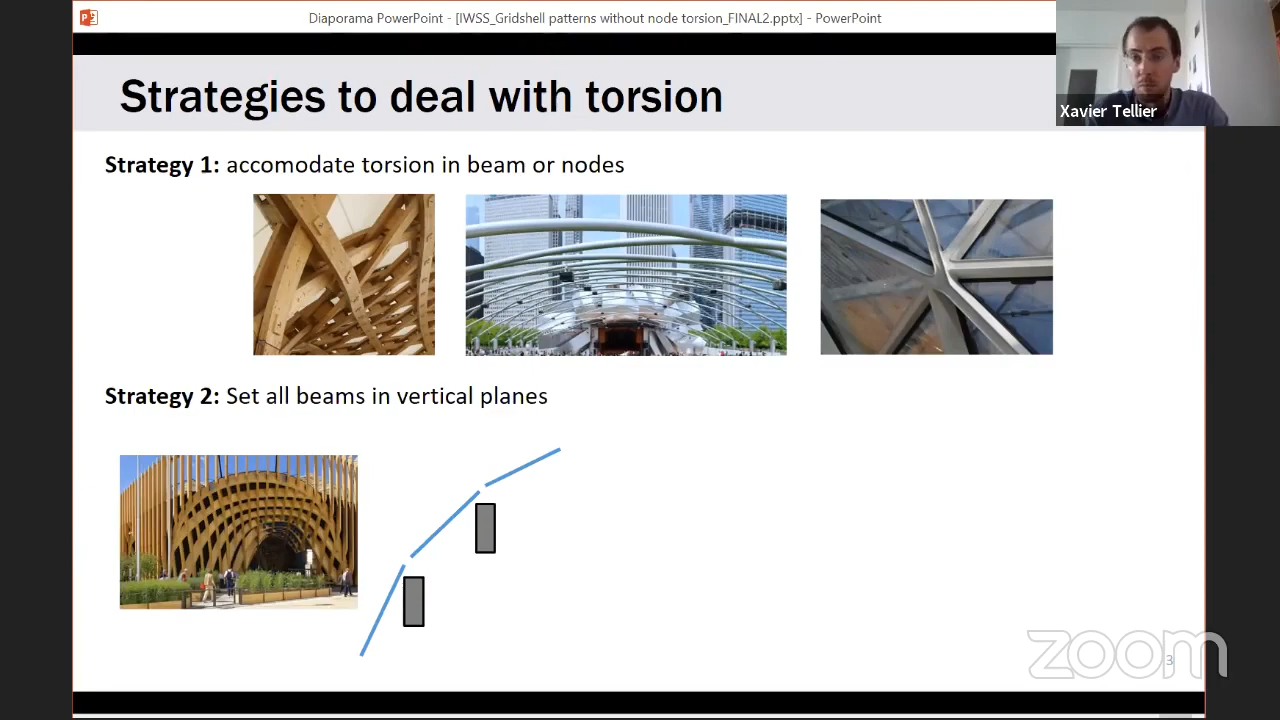 Diaporama PowerPoint - [IWSS_Gridshell patterns without node torsion_FINAL2.pptx] - PowerPoint
Strategies to deal with torsion
Xavier Tellier
Strategy 1: accomodate torsion in beam or nodes
Strategy 2: Set all beams in vertical planes
zoom
3